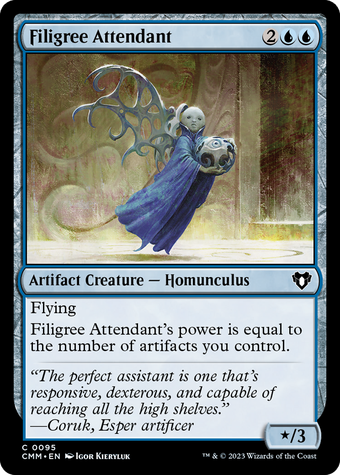 Filigree Attendant 2
Artifact Creature — Homunculus
Flying
Filigree Attendant's power is equal to
the number of artifacts you control.
"The perfect assistant is one that's
responsive, dexterous, and capable of
reaching all the high shelves."
—Coruk, Esper artificer
★/3
C 0095
CMM • EN Igor Kieryluk
™ & © 2023 Wizards of the Coast